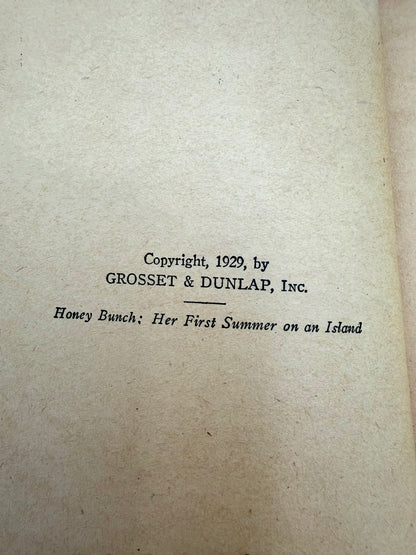 Copyright, 1929, by
GROSSET & DUNLAP, Inc.
Honey Bunch: Her First Summer on an Island